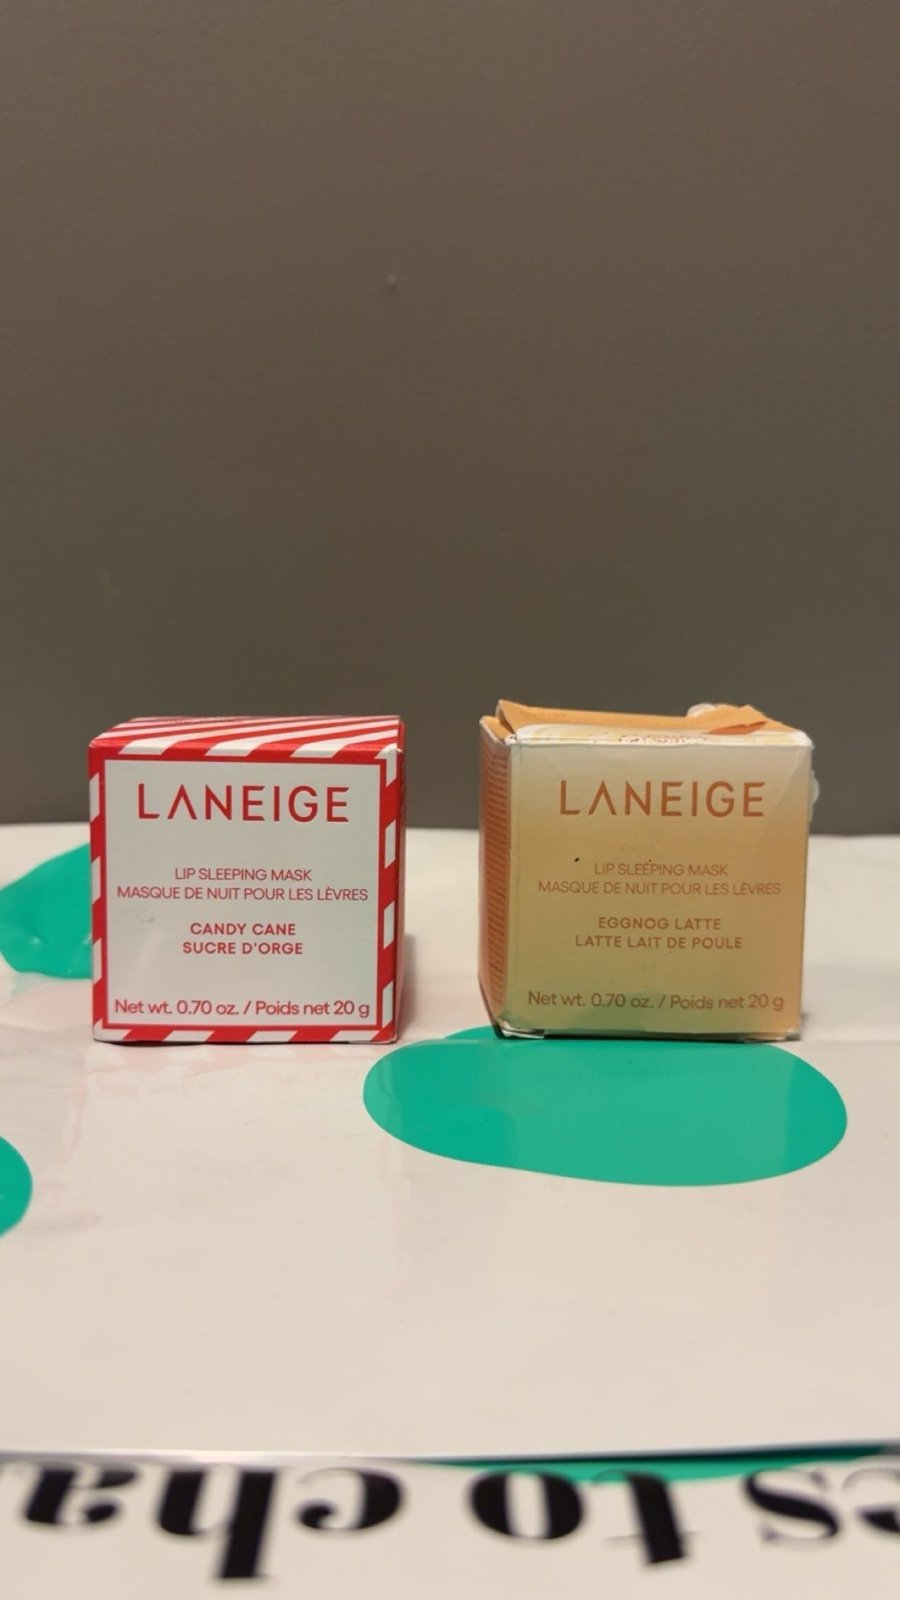 LANEIGE
LIP SLEEPING MASK
MASQUE DE NUIT POUR LES LÈVRES
CANDY CANE
SUCRE D'ORGE
Net wt. 0.70 oz. / Poids net 20 g
LANEIGE
LIP SLEEPING MASK
MASQUE DE NUIT POUR LES LÈVRES
EGGNOG LATTE
LATTE LAIT DE POULE
Net wt. 0.70 oz. / Poids net 20 g
to